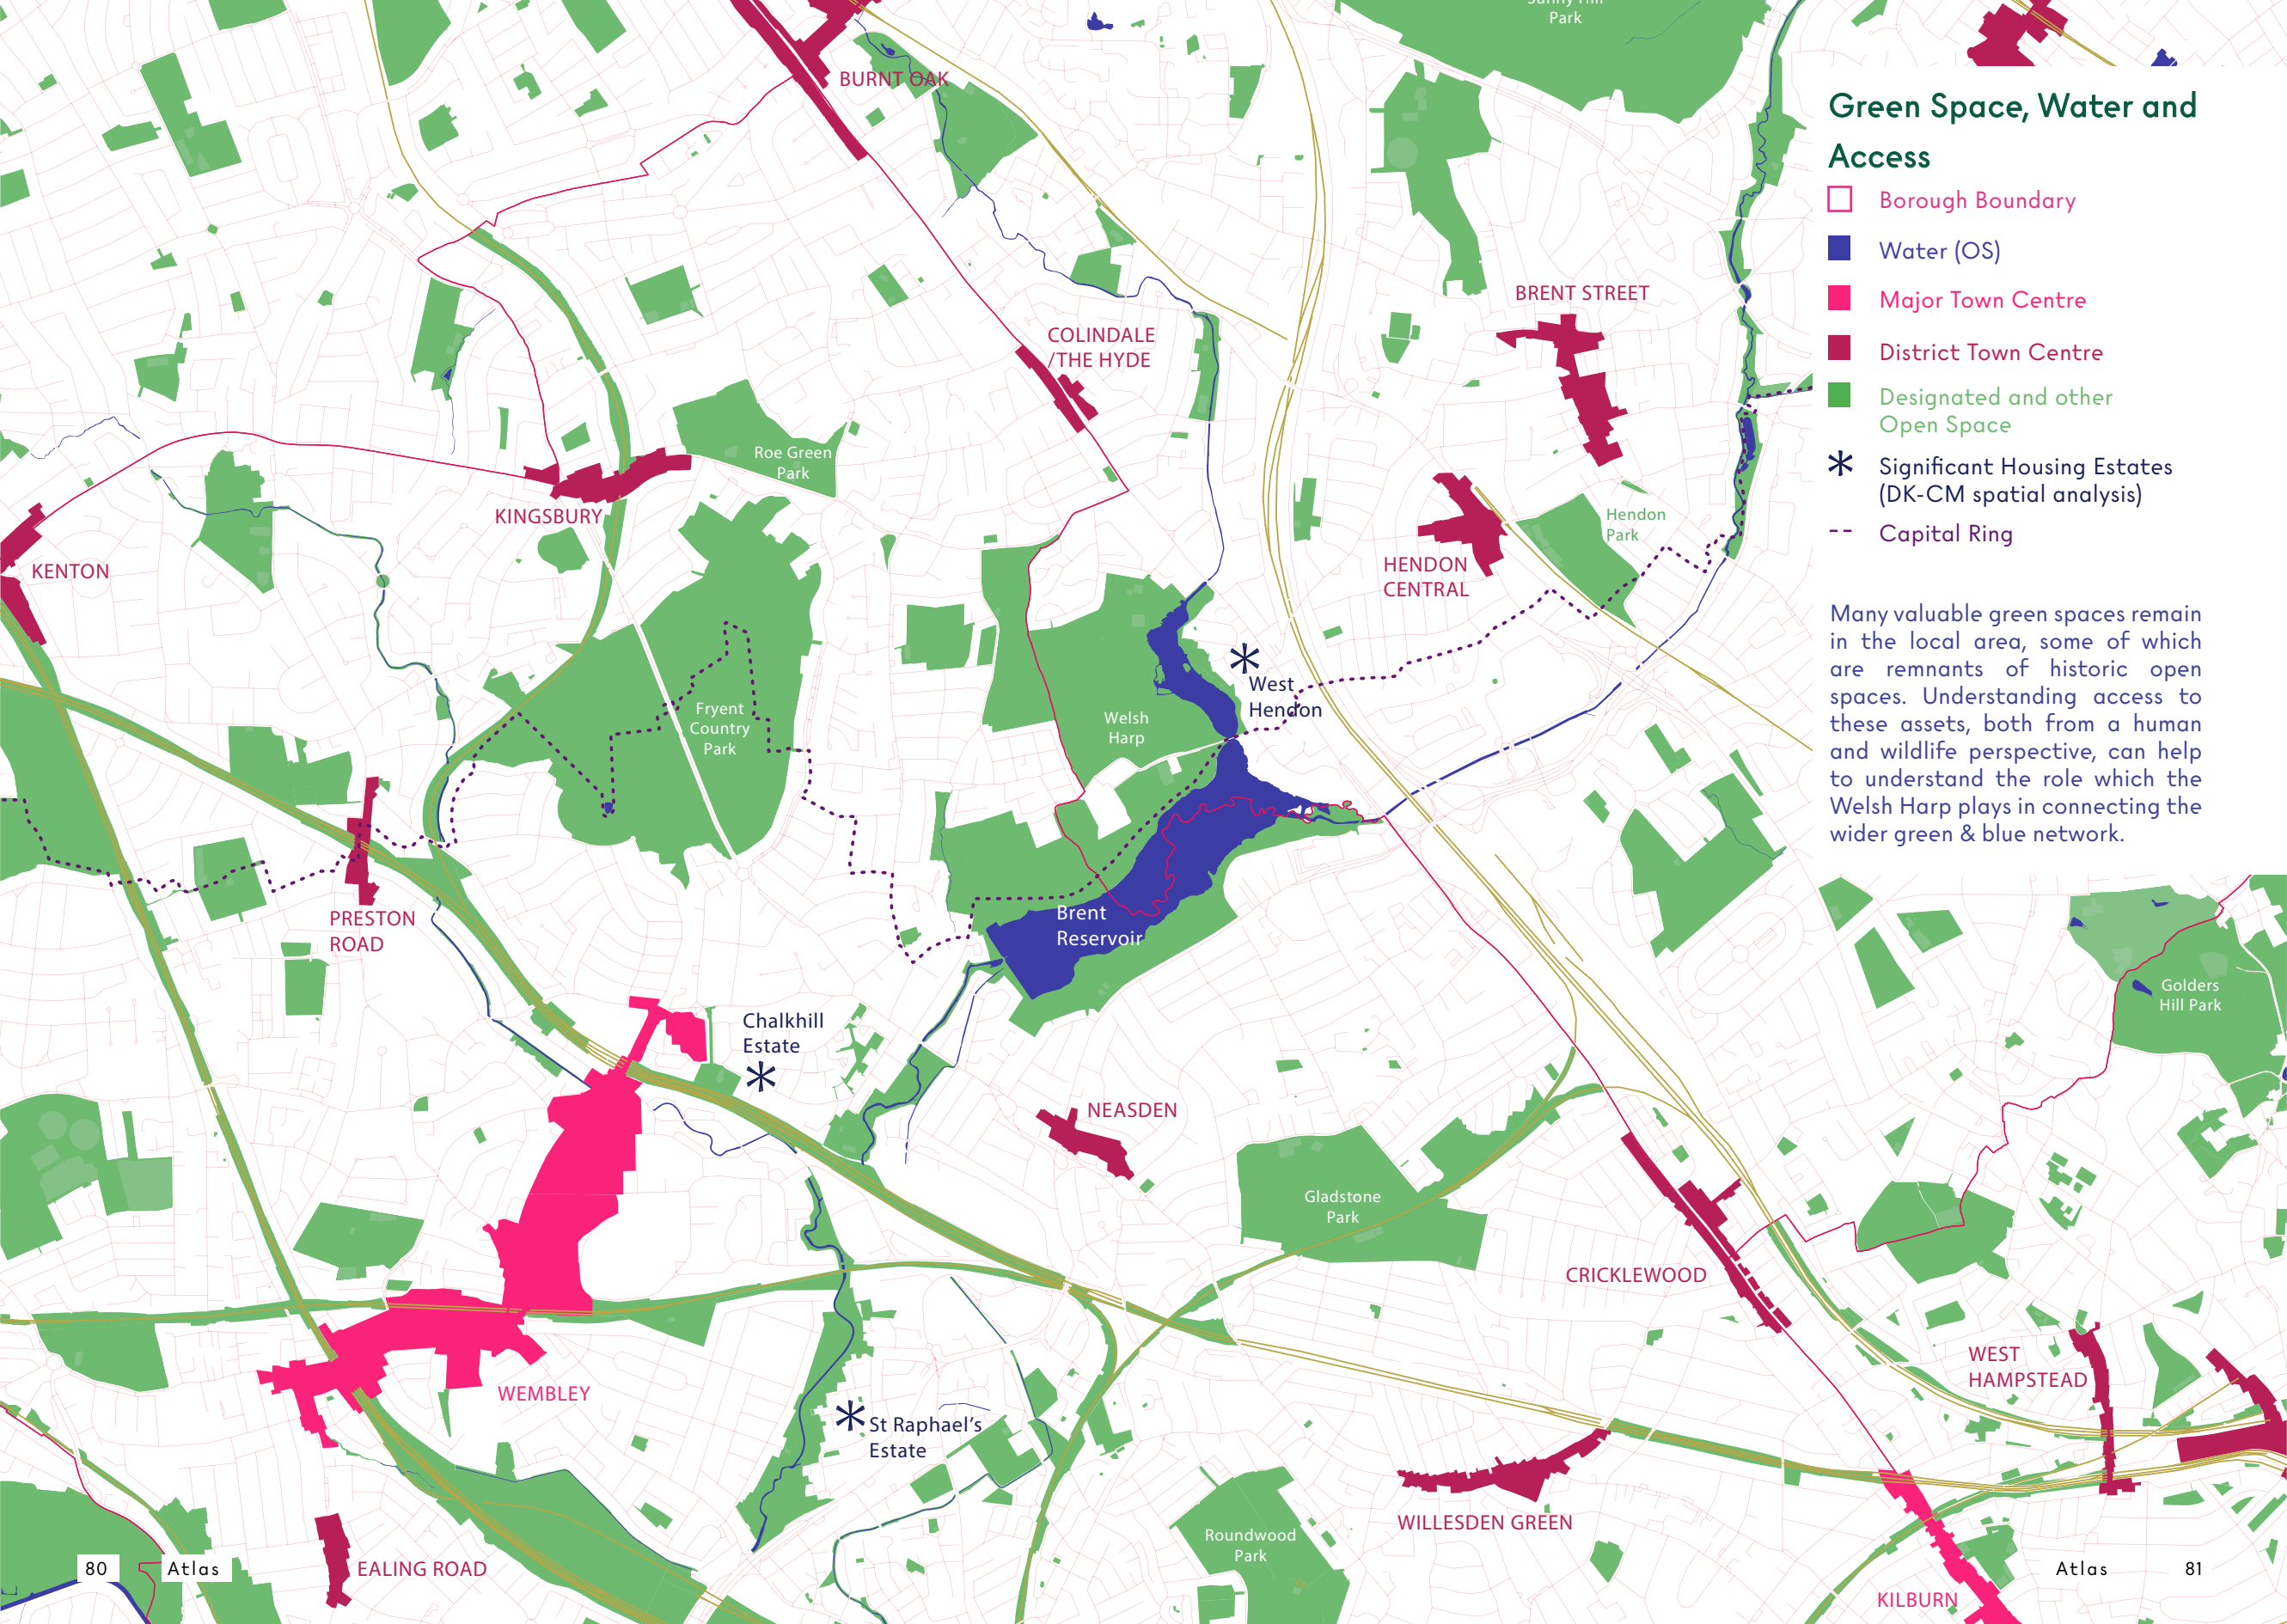 Sunny Hill
Park
BURNT OAK
Green Space, Water and
Access
Borough Boundary
Water (OS)
Major Town Centre
District Town Centre
Designated and other
Open Space
Significant Housing Estates
(DK-CM spatial analysis)
Capital Ring
Many valuable green spaces remain
in the local area, some of which
are remnants of historic open
spaces. Understanding access to
these assets, both from a human
and wildlife perspective, can help
to understand the role which the
Welsh Harp plays in connecting the
wider green & blue network.
BRENT STREET
COLINDALE
/THE HYDE
Roe Green
Park
KINGSBURY
Hendon
Park
HENDON
CENTRAL
KENTON
West
Hendon
Fryent
Country
Park
Welsh
Harp
PRESTON
ROAD
Brent
Reservoir
Golders
Hill Park
Chalkhill
Estate
NEASDEN
Gladstone
Park
CRICKLEWOOD
WEST
HAMPSTEAD
WEMBLEY
St Raphael's
Estate
WILLESDEN GREEN
Roundwood
Park
EALING ROAD
KILBURN
80 Atlas
Atlas 81